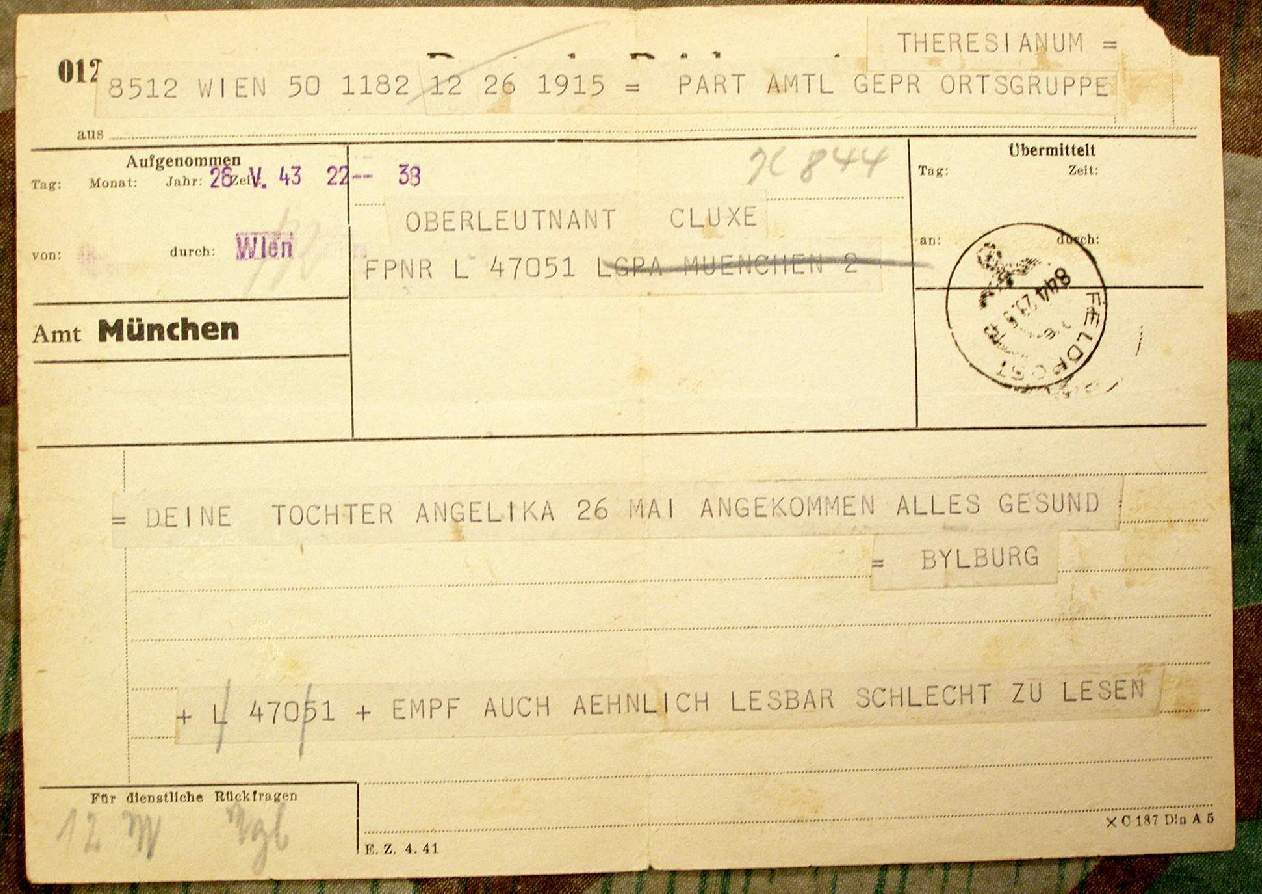 THERESIANUM =
012
8512 WIEN 50 1182 12 26 1915 = PART AMTL GEPR ORTSGRUPPE
aus
Aufgenommen
Tag: Monat: Jahr: Zeit:
26 V. 43 22-- 38
von: durch: Wien
Amt München
844
OBERLEUTNANT CLUXE
FPNR L 47051 LGPA MUENCHEN 2
Übermittelt
Tag: Zeit:
an: durch:
FELDPOST
844
= DEINE TOCHTER ANGELIKA 26 MAI ANGEKOMMEN ALLES GESUND
= BYLBURG
+ L 47051 + EMPF AUCH AEHNLICH LESBAR SCHLECHT ZU LESEN
Für dienstliche Rückfragen
12
E. Z. 4. 41
X C 187 Din A 5